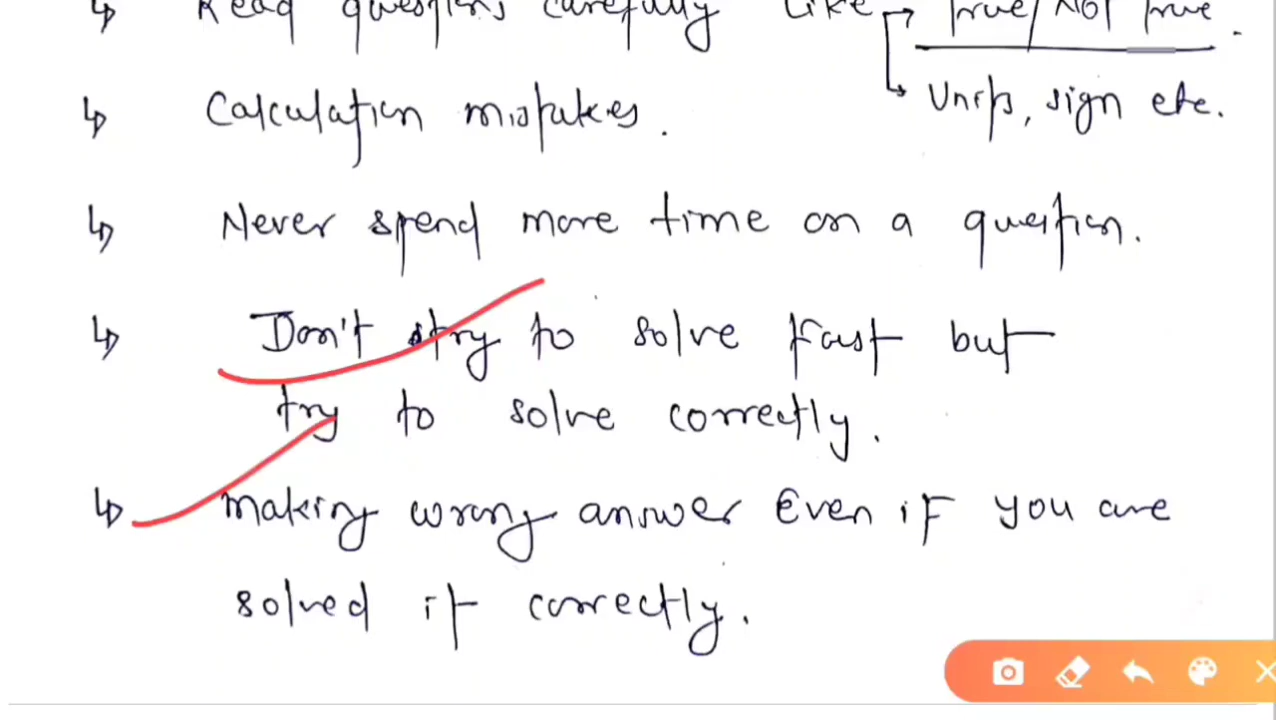 Read questions carefully like → True/Not True.
↳ Units, sign etc.
↳ Calculation mistakes.
↳ Never spend more time on a question.
↳ Don't try to solve fast but
try to solve correctly.
↳ making wrong answer Even if you are
solved it correctly.